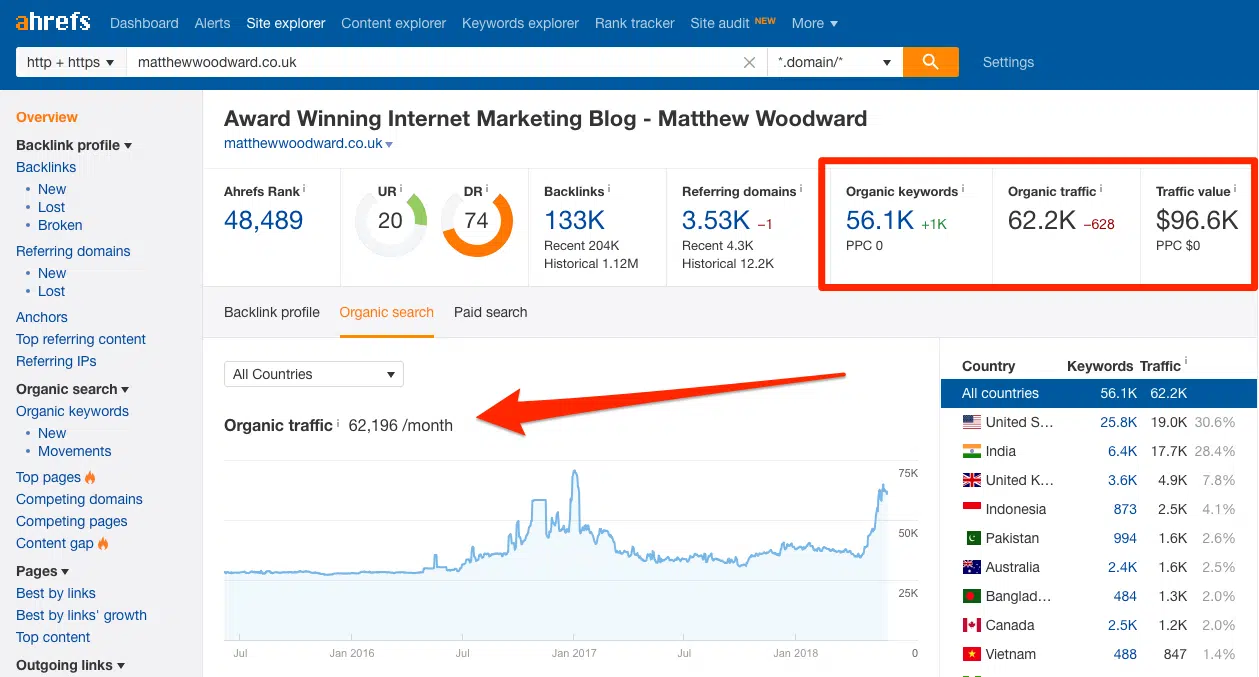 ahrefs Dashboard Alerts Site explorer Content explorer Keywords explorer Rank tracker Site audit NEW More
http + https matthewwoodward.co.uk *.domain/* Settings
Overview
Backlink profile
Backlinks
New
Lost
Broken
Referring domains
New
Lost
Anchors
Top referring content
Referring IPs
Organic search
Organic keywords
New
Movements
Top pages
Competing domains
Competing pages
Content gap
Pages
Best by links
Best by links' growth
Top content
Outgoing links
Award Winning Internet Marketing Blog - Matthew Woodward
matthewwoodward.co.uk
Ahrefs Rank i
48,489
UR i
20
DR i
74
Backlinks i
133K
Recent 204K
Historical 1.12M
Referring domains i
3.53K −1
Recent 4.3K
Historical 12.2K
Organic keywords i
56.1K +1K
PPC 0
Organic traffic i
62.2K −628
Traffic value i
$96.6K
PPC $0
Backlink profile Organic search Paid search
All Countries
Organic traffic i 62,196 /month
75K
50K
25K
0
Jul Jan 2016 Jul Jan 2017 Jul Jan 2018
Country Keywords Traffic i
All countries 56.1K 62.2K
United S... 25.8K 19.0K 30.6%
India 6.4K 17.7K 28.4%
United K... 3.6K 4.9K 7.8%
Indonesia 873 2.5K 4.1%
Pakistan 994 1.6K 2.6%
Australia 2.4K 1.6K 2.5%
Banglad... 484 1.3K 2.0%
Canada 2.5K 1.2K 2.0%
Vietnam 488 847 1.4%